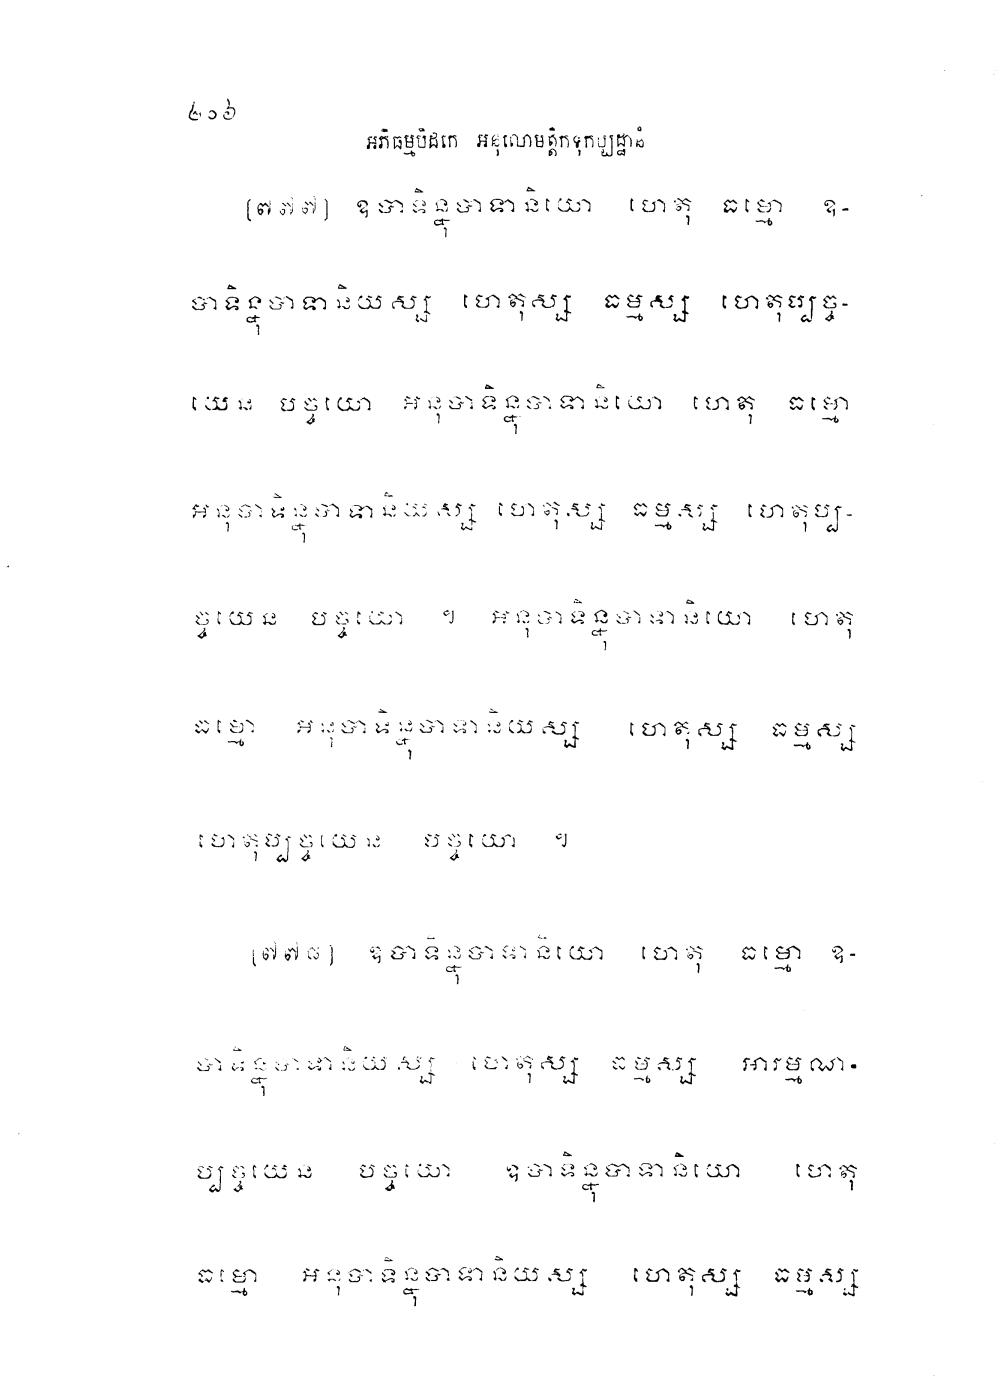 ៤១៦
អភិធម្មបិដកេ អនុលោមត្តិកទុកប្បដ្ឋានំ
[៧៧៧] ឧបាទិន្នុបាទានិយោ ហេតុ ធម្មោ ឧ-
បាទិន្នុបាទានិយស្ស ហេតុស្ស ធម្មស្ស ហេតុប្បច្ច-
យេន បច្ចយោ អនុបាទិន្នុបាទានិយោ ហេតុ ធម្មោ
អនុបាទិន្នុបាទានិយស្ស ហេតុស្ស ធម្មស្ស ហេតុប្ប-
ច្ចយេន បច្ចយោ ។ អនុបាទិន្នុបាទានិយោ ហេតុ
ធម្មោ អនុបាទិន្នុបាទានិយស្ស ហេតុស្ស ធម្មស្ស
ហេតុប្បច្ចយេន បច្ចយោ ។
[៧៧៨] ឧបាទិន្នុបាទានិយោ ហេតុ ធម្មោ ឧ-
បាទិន្នុបាទានិយស្ស ហេតុស្ស ធម្មស្ស អារម្មណា-
ប្បច្ចយេន បច្ចយោ ឧបាទិន្នុបាទានិយោ ហេតុ
ធម្មោ អនុបាទិន្នុបាទានិយស្ស ហេតុស្ស ធម្មស្ស